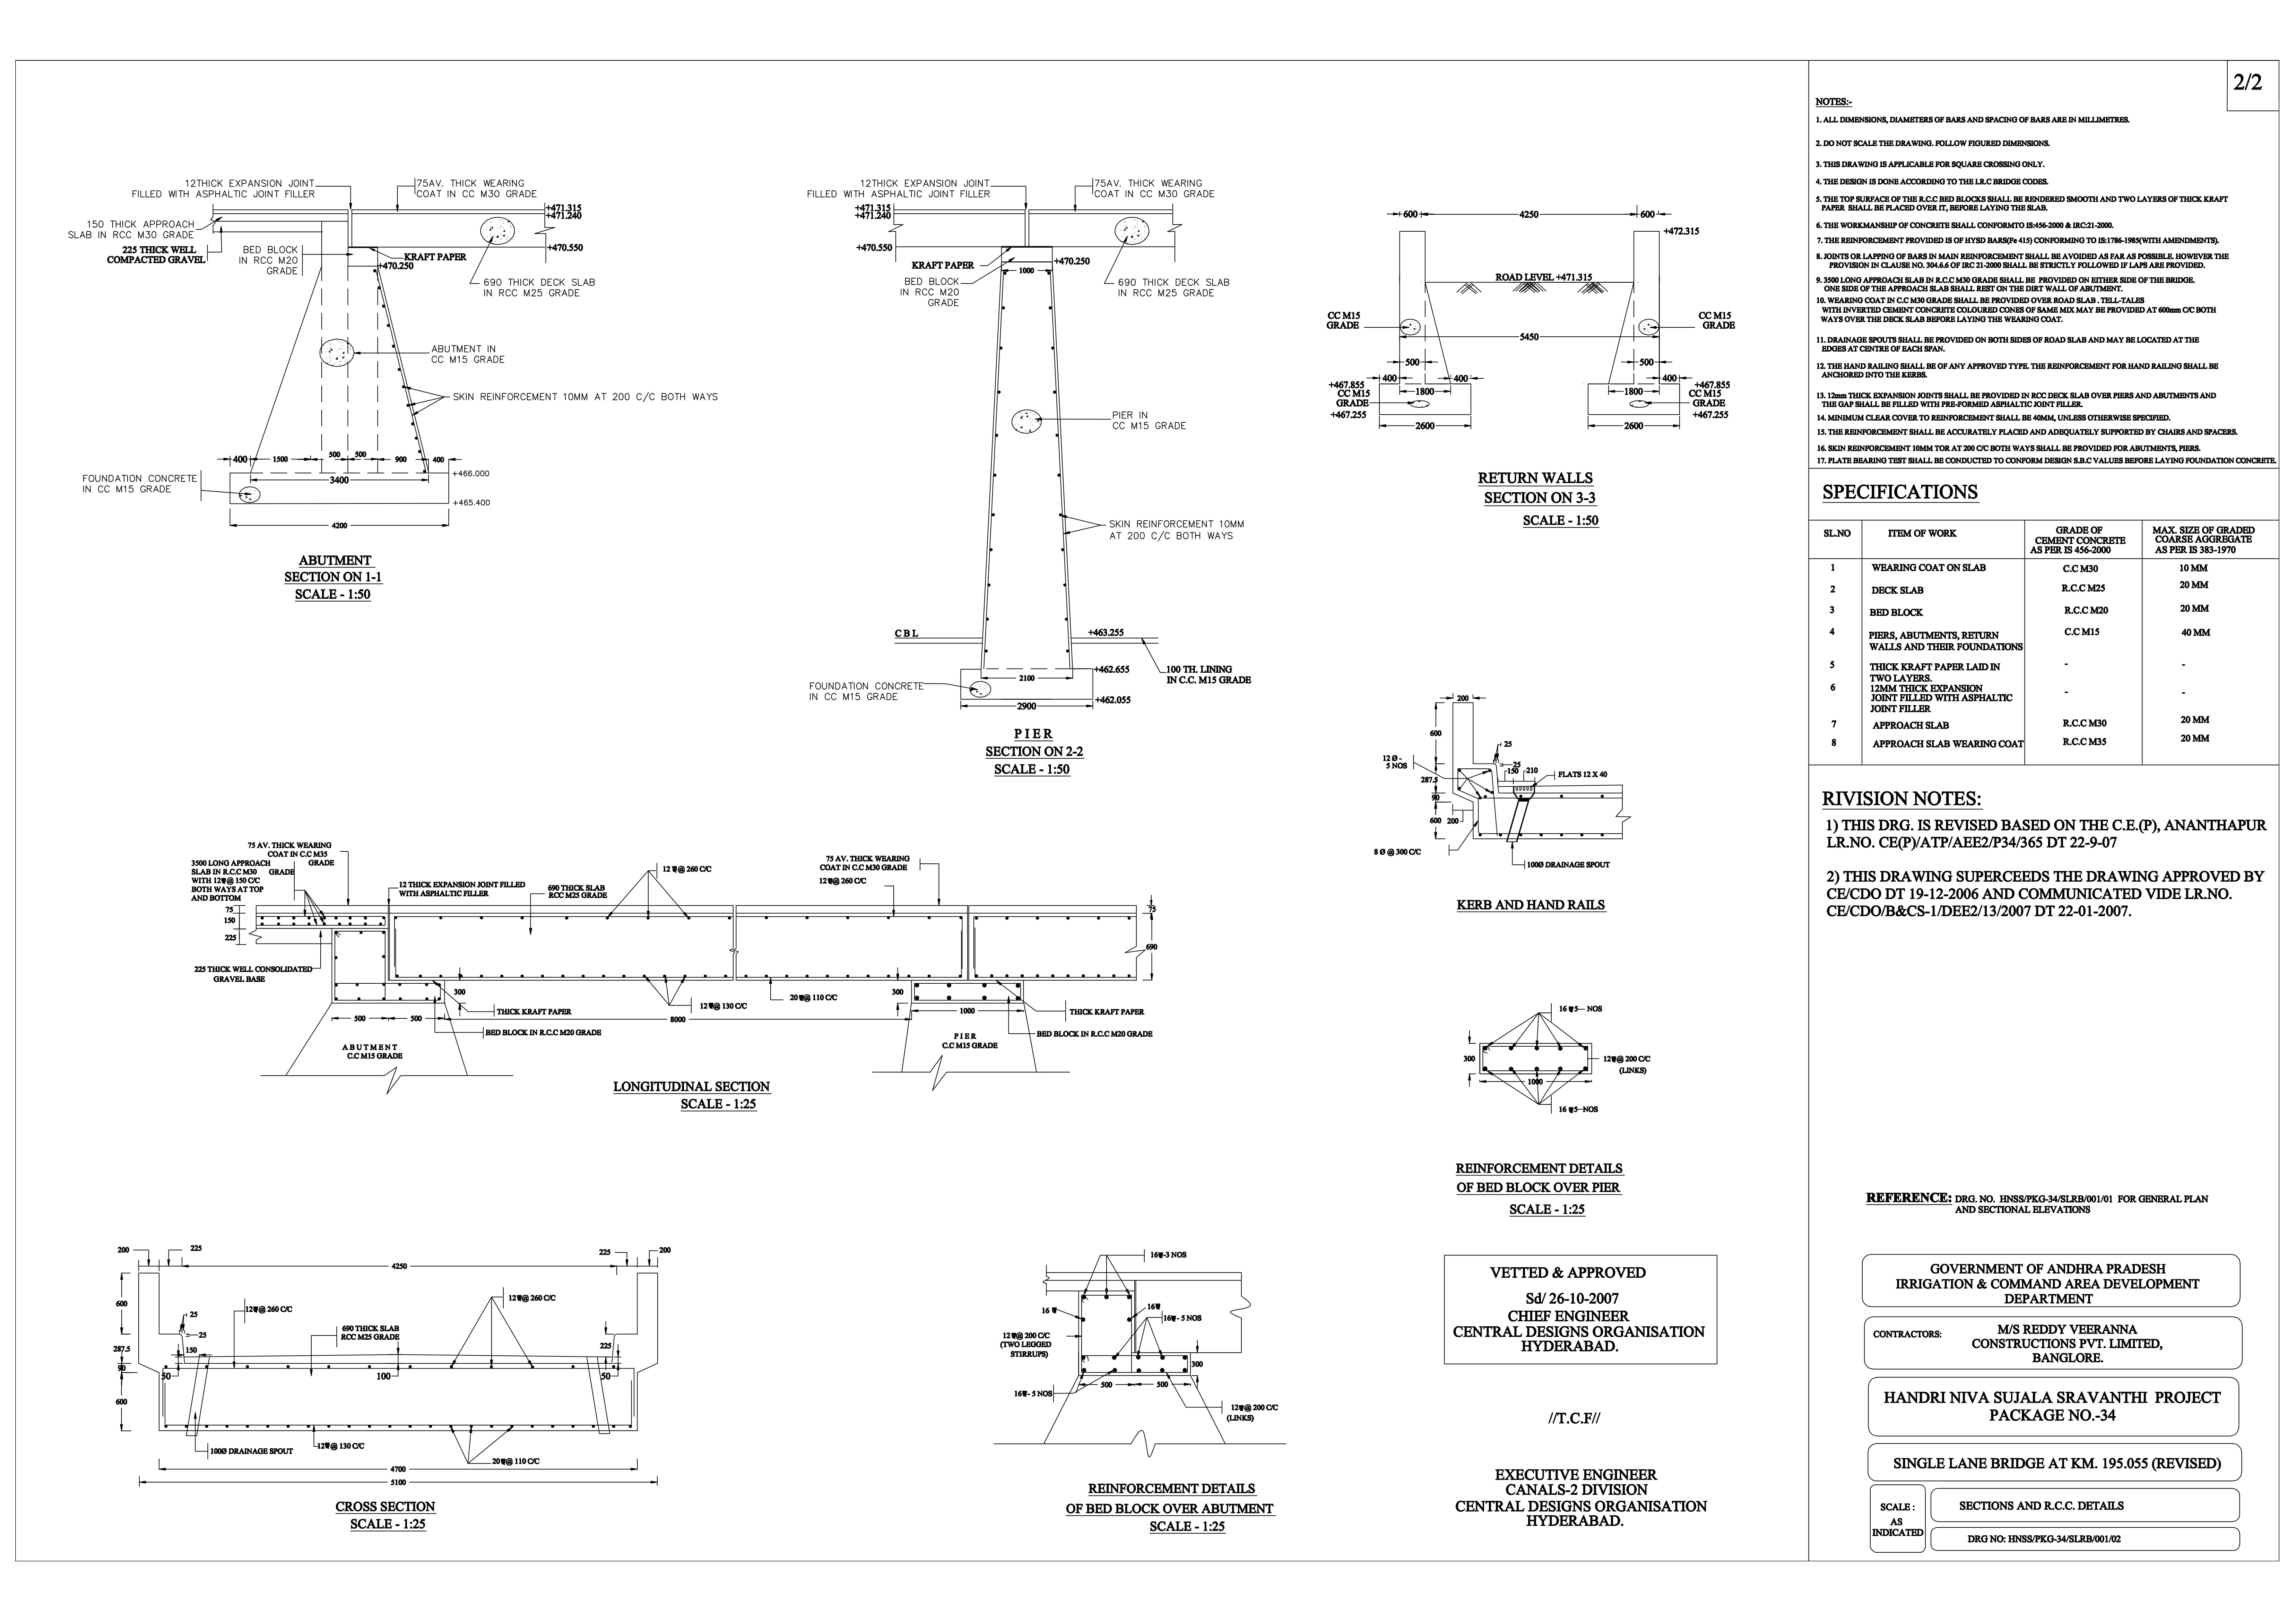 2/2
12THICK EXPANSION JOINT
FILLED WITH ASPHALTIC JOINT FILLER
75AV. THICK WEARING
COAT IN CC M30 GRADE
+471.315
+471.240
150 THICK APPROACH
SLAB IN RCC M30 GRADE
225 THICK WELL
COMPACTED GRAVEL
BED BLOCK
IN RCC M20
GRADE
+470.550
KRAFT PAPER
+470.250
690 THICK DECK SLAB
IN RCC M25 GRADE
ABUTMENT IN
CC M15 GRADE
SKIN REINFORCEMENT 10MM AT 200 C/C BOTH WAYS
400 1500 500 500 900 400
+466.000
3400
FOUNDATION CONCRETE
IN CC M15 GRADE
+465.400
4200
ABUTMENT
SECTION ON 1-1
SCALE - 1:50
12THICK EXPANSION JOINT
FILLED WITH ASPHALTIC JOINT FILLER
75AV. THICK WEARING
COAT IN CC M30 GRADE
+471.315
+471.240
+471.315
+471.240
+470.550
+470.550
KRAFT PAPER
+470.250
1000
BED BLOCK
IN RCC M20
GRADE
690 THICK DECK SLAB
IN RCC M25 GRADE
PIER IN
CC M15 GRADE
SKIN REINFORCEMENT 10MM
AT 200 C/C BOTH WAYS
C B L
+463.255
+462.655
100 TH. LINING
IN C.C. M15 GRADE
2100
FOUNDATION CONCRETE
IN CC M15 GRADE
+462.055
2900
P I E R
SECTION ON 2-2
SCALE - 1:50
600 4250 600
+472.315
ROAD LEVEL +471.315
CC M15
GRADE
CC M15
GRADE
5450
500 500
400 400 400
+467.855
CC M15
GRADE
+467.255
1800 1800
+467.855
CC M15
GRADE
+467.255
2600 2600
RETURN WALLS
SECTION ON 3-3
SCALE - 1:50
200
600
12 Ø -
5 NOS
25
25
150 210
FLATS 12 X 40
287.5
90
600 200
8 Ø @ 300 C/C
100Ø DRAINAGE SPOUT
KERB AND HAND RAILS
75 AV. THICK WEARING
COAT IN C.C M35
GRADE
3500 LONG APPROACH
SLAB IN R.C.C M30 GRADE
WITH 12 @ 150 C/C
BOTH WAYS AT TOP
AND BOTTOM
12 THICK EXPANSION JOINT FILLED
WITH ASPHALTIC FILLER
690 THICK SLAB
RCC M25 GRADE
12 @ 260 C/C
75 AV. THICK WEARING
COAT IN C.C M30 GRADE
12 @ 260 C/C
75
150
225
75
690
225 THICK WELL CONSOLIDATED
GRAVEL BASE
300
THICK KRAFT PAPER
12 @ 130 C/C
20 @ 110 C/C
300
THICK KRAFT PAPER
500 500 8000 1000
BED BLOCK IN R.C.C M20 GRADE
BED BLOCK IN R.C.C M20 GRADE
A B U T M E N T
C.C M15 GRADE
P I E R
C.C M15 GRADE
LONGITUDINAL SECTION
SCALE - 1:25
16 5- NOS
300
12 @ 200 C/C
(LINKS)
1000
16 5-NOS
REINFORCEMENT DETAILS
OF BED BLOCK OVER PIER
SCALE - 1:25
200 225 225 200
4250
600
25
25
12 @ 260 C/C
12 @ 260 C/C
690 THICK SLAB
RCC M25 GRADE
287.5 150 225
90 50 100 50
600
100Ø DRAINAGE SPOUT
12 @ 130 C/C
20 @ 110 C/C
4700
5100
CROSS SECTION
SCALE - 1:25
16 -3 NOS
16
16
16 - 5 NOS
12 @ 200 C/C
(TWO LEGGED
STIRRUPS)
300
500 500
16 - 5 NOS
12 @ 200 C/C
(LINKS)
REINFORCEMENT DETAILS
OF BED BLOCK OVER ABUTMENT
SCALE - 1:25
VETTED & APPROVED
Sd/ 26-10-2007
CHIEF ENGINEER
CENTRAL DESIGNS ORGANISATION
HYDERABAD.
//T.C.F//
EXECUTIVE ENGINEER
CANALS-2 DIVISION
CENTRAL DESIGNS ORGANISATION
HYDERABAD.
NOTES:-
1. ALL DIMENSIONS, DIAMETERS OF BARS AND SPACING OF BARS ARE IN MILLIMETRES.
2. DO NOT SCALE THE DRAWING. FOLLOW FIGURED DIMENSIONS.
3. THIS DRAWING IS APPLICABLE FOR SQUARE CROSSING ONLY.
4. THE DESIGN IS DONE ACCORDING TO THE I.R.C BRIDGE CODES.
5. THE TOP SURFACE OF THE R.C.C BED BLOCKS SHALL BE RENDERED SMOOTH AND TWO LAYERS OF THICK KRAFT
PAPER SHALL BE PLACED OVER IT, BEFORE LAYING THE SLAB.
6. THE WORKMANSHIP OF CONCRETE SHALL CONFORMTO IS:456-2000 & IRC:21-2000.
7. THE REINFORCEMENT PROVIDED IS OF HYSD BARS(Fe 415) CONFORMING TO IS:1786-1985(WITH AMENDMENTS).
8. JOINTS OR LAPPING OF BARS IN MAIN REINFORCEMENT SHALL BE AVOIDED AS FAR AS POSSIBLE. HOWEVER THE
PROVISION IN CLAUSE NO. 304.6.6 OF IRC 21-2000 SHALL BE STRICTLY FOLLOWED IF LAPS ARE PROVIDED.
9. 3500 LONG APPROACH SLAB IN R.C.C M30 GRADE SHALL BE PROVIDED ON EITHER SIDE OF THE BRIDGE.
ONE SIDE OF THE APPROACH SLAB SHALL REST ON THE DIRT WALL OF ABUTMENT.
10. WEARING COAT IN C.C M30 GRADE SHALL BE PROVIDED OVER ROAD SLAB . TELL-TALES
WITH INVERTED CEMENT CONCRETE COLOURED CONES OF SAME MIX MAY BE PROVIDED AT 600mm C/C BOTH
WAYS OVER THE DECK SLAB BEFORE LAYING THE WEARING COAT.
11. DRAINAGE SPOUTS SHALL BE PROVIDED ON BOTH SIDES OF ROAD SLAB AND MAY BE LOCATED AT THE
EDGES AT CENTRE OF EACH SPAN.
12. THE HAND RAILING SHALL BE OF ANY APPROVED TYPE. THE REINFORCEMENT FOR HAND RAILING SHALL BE
ANCHORED INTO THE KERBS.
13. 12mm THICK EXPANSION JOINTS SHALL BE PROVIDED IN RCC DECK SLAB OVER PIERS AND ABUTMENTS AND
THE GAP SHALL BE FILLED WITH PRE-FORMED ASPHALTIC JOINT FILLER.
14. MINIMUM CLEAR COVER TO REINFORCEMENT SHALL BE 40MM, UNLESS OTHERWISE SPECIFIED.
15. THE REINFORCEMENT SHALL BE ACCURATELY PLACED AND ADEQUATELY SUPPORTED BY CHAIRS AND SPACERS.
16. SKIN REINFORCEMENT 10MM TOR AT 200 C/C BOTH WAYS SHALL BE PROVIDED FOR ABUTMENTS, PIERS.
17. PLATE BEARING TEST SHALL BE CONDUCTED TO CONFORM DESIGN S.B.C VALUES BEFORE LAYING FOUNDATION CONCRETE.
SPECIFICATIONS
SL.NO ITEM OF WORK GRADE OF CEMENT CONCRETE AS PER IS 456-2000 MAX. SIZE OF GRADED COARSE AGGREGATE AS PER IS 383-1970
1 WEARING COAT ON SLAB C.C M30 10 MM
2 DECK SLAB R.C.C M25 20 MM
3 BED BLOCK R.C.C M20 20 MM
4 PIERS, ABUTMENTS, RETURN C.C M15 40 MM
WALLS AND THEIR FOUNDATIONS
5 THICK KRAFT PAPER LAID IN - -
TWO LAYERS.
6 12MM THICK EXPANSION - -
JOINT FILLED WITH ASPHALTIC
JOINT FILLER
7 APPROACH SLAB R.C.C M30 20 MM
8 APPROACH SLAB WEARING COAT R.C.C M35 20 MM
RIVISION NOTES:
1) THIS DRG. IS REVISED BASED ON THE C.E.(P), ANANTHAPUR
LR.NO. CE(P)/ATP/AEE2/P34/365 DT 22-9-07
2) THIS DRAWING SUPERCEEDS THE DRAWING APPROVED BY
CE/CDO DT 19-12-2006 AND COMMUNICATED VIDE LR.NO.
CE/CDO/B&CS-1/DEE2/13/2007 DT 22-01-2007.
REFERENCE: DRG. NO. HNSS/PKG-34/SLRB/001/01 FOR GENERAL PLAN
AND SECTIONAL ELEVATIONS
GOVERNMENT OF ANDHRA PRADESH
IRRIGATION & COMMAND AREA DEVELOPMENT
DEPARTMENT
CONTRACTORS: M/S REDDY VEERANNA
CONSTRUCTIONS PVT. LIMITED,
BANGLORE.
HANDRI NIVA SUJALA SRAVANTHI PROJECT
PACKAGE NO.-34
SINGLE LANE BRIDGE AT KM. 195.055 (REVISED)
SCALE :
AS
INDICATED
SECTIONS AND R.C.C. DETAILS
DRG NO: HNSS/PKG-34/SLRB/001/02